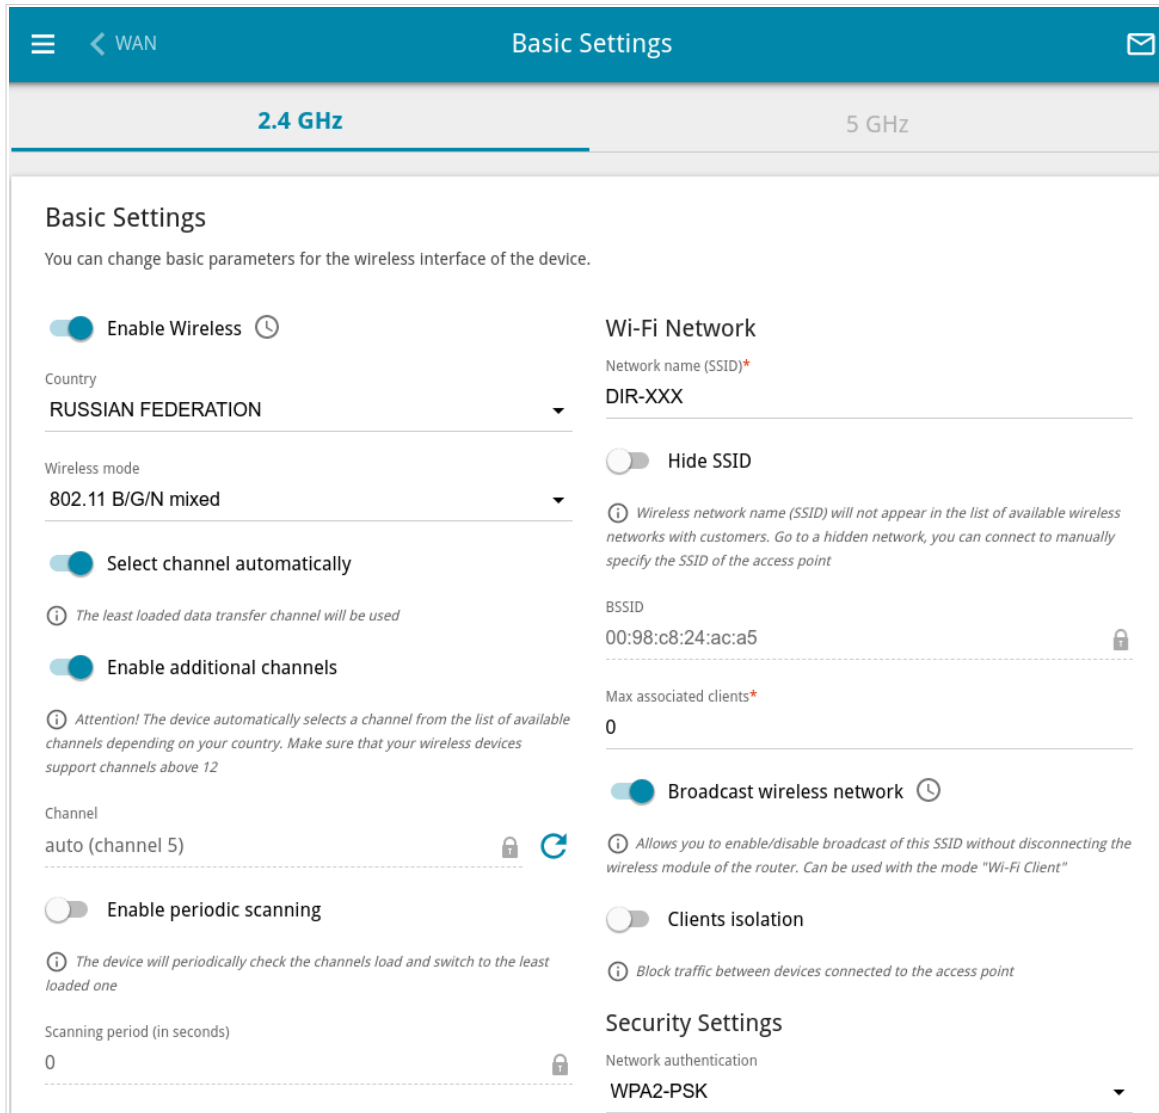 WAN
Basic Settings
2.4 GHz
5 GHz
Basic Settings
You can change basic parameters for the wireless interface of the device.
Enable Wireless
Country
RUSSIAN FEDERATION
Wireless mode
802.11 B/G/N mixed
Select channel automatically
The least loaded data transfer channel will be used
Enable additional channels
Attention! The device automatically selects a channel from the list of available
channels depending on your country. Make sure that your wireless devices
support channels above 12
Channel
auto (channel 5)
Enable periodic scanning
The device will periodically check the channels load and switch to the least
loaded one
Scanning period (in seconds)
0
Wi-Fi Network
Network name (SSID)*
DIR-XXX
Hide SSID
Wireless network name (SSID) will not appear in the list of available wireless
networks with customers. Go to a hidden network, you can connect to manually
specify the SSID of the access point
BSSID
00:98:c8:24:ac:a5
Max associated clients*
0
Broadcast wireless network
Allows you to enable/disable broadcast of this SSID without disconnecting the
wireless module of the router. Can be used with the mode "Wi-Fi Client"
Clients isolation
Block traffic between devices connected to the access point
Security Settings
Network authentication
WPA2-PSK